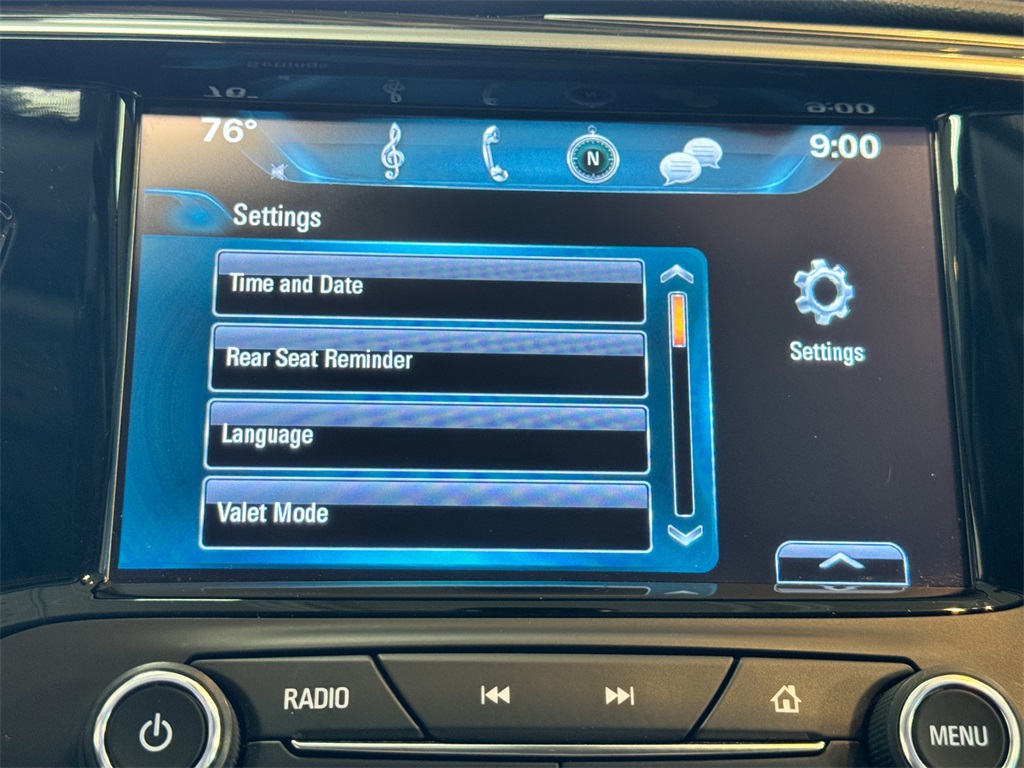 76° N 9:00
Settings
Time and Date
Rear Seat Reminder
Language
Valet Mode
Settings
RADIO
MENU